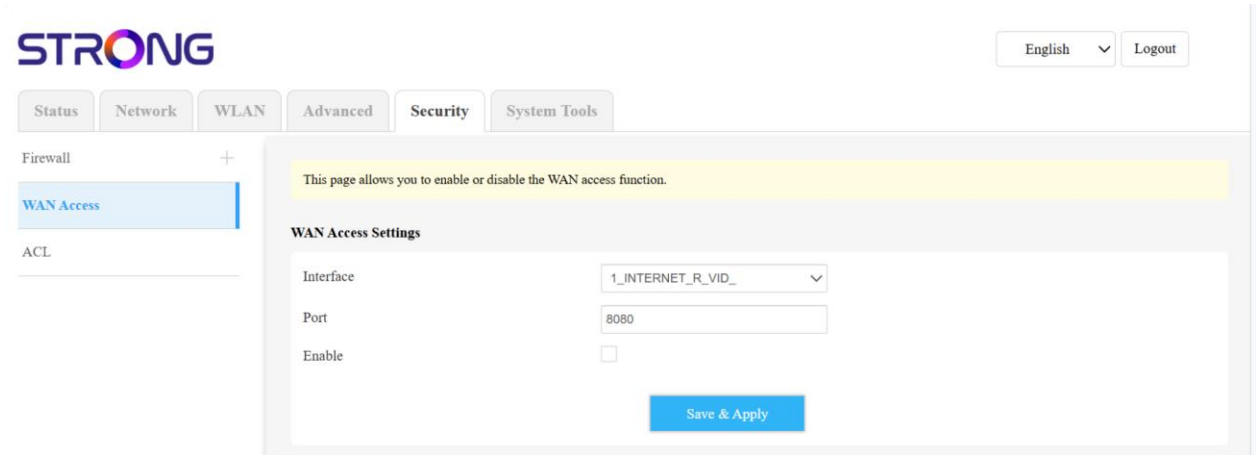 STRONG
English Logout
Status Network WLAN Advanced Security System Tools
Firewall
WAN Access
ACL
This page allows you to enable or disable the WAN access function.
WAN Access Settings
Interface 1_INTERNET_R_VID_
Port 8080
Enable
Save & Apply